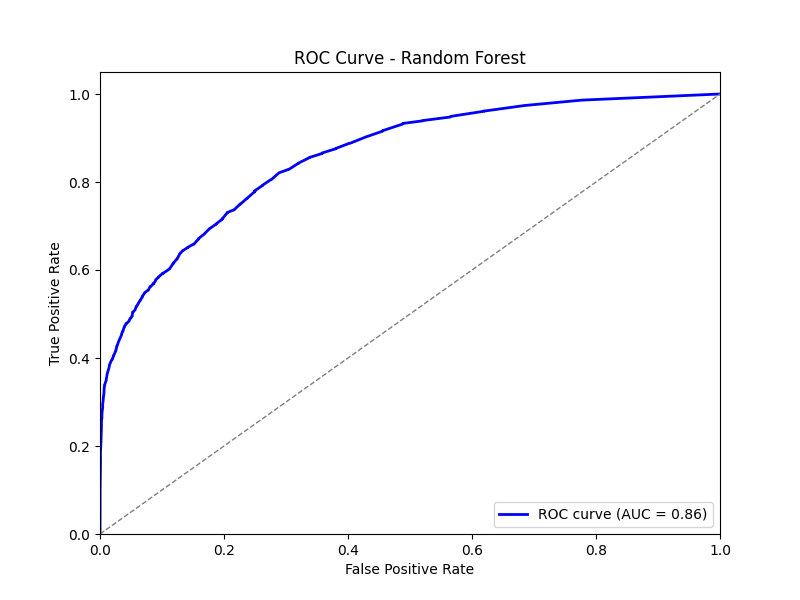 ROC Curve - Random Forest
True Positive Rate
1.0
0.8
0.6
0.4
0.2
0.0
ROC curve (AUC = 0.86)
0.0 0.2 0.4 0.6 0.8 1.0
False Positive Rate